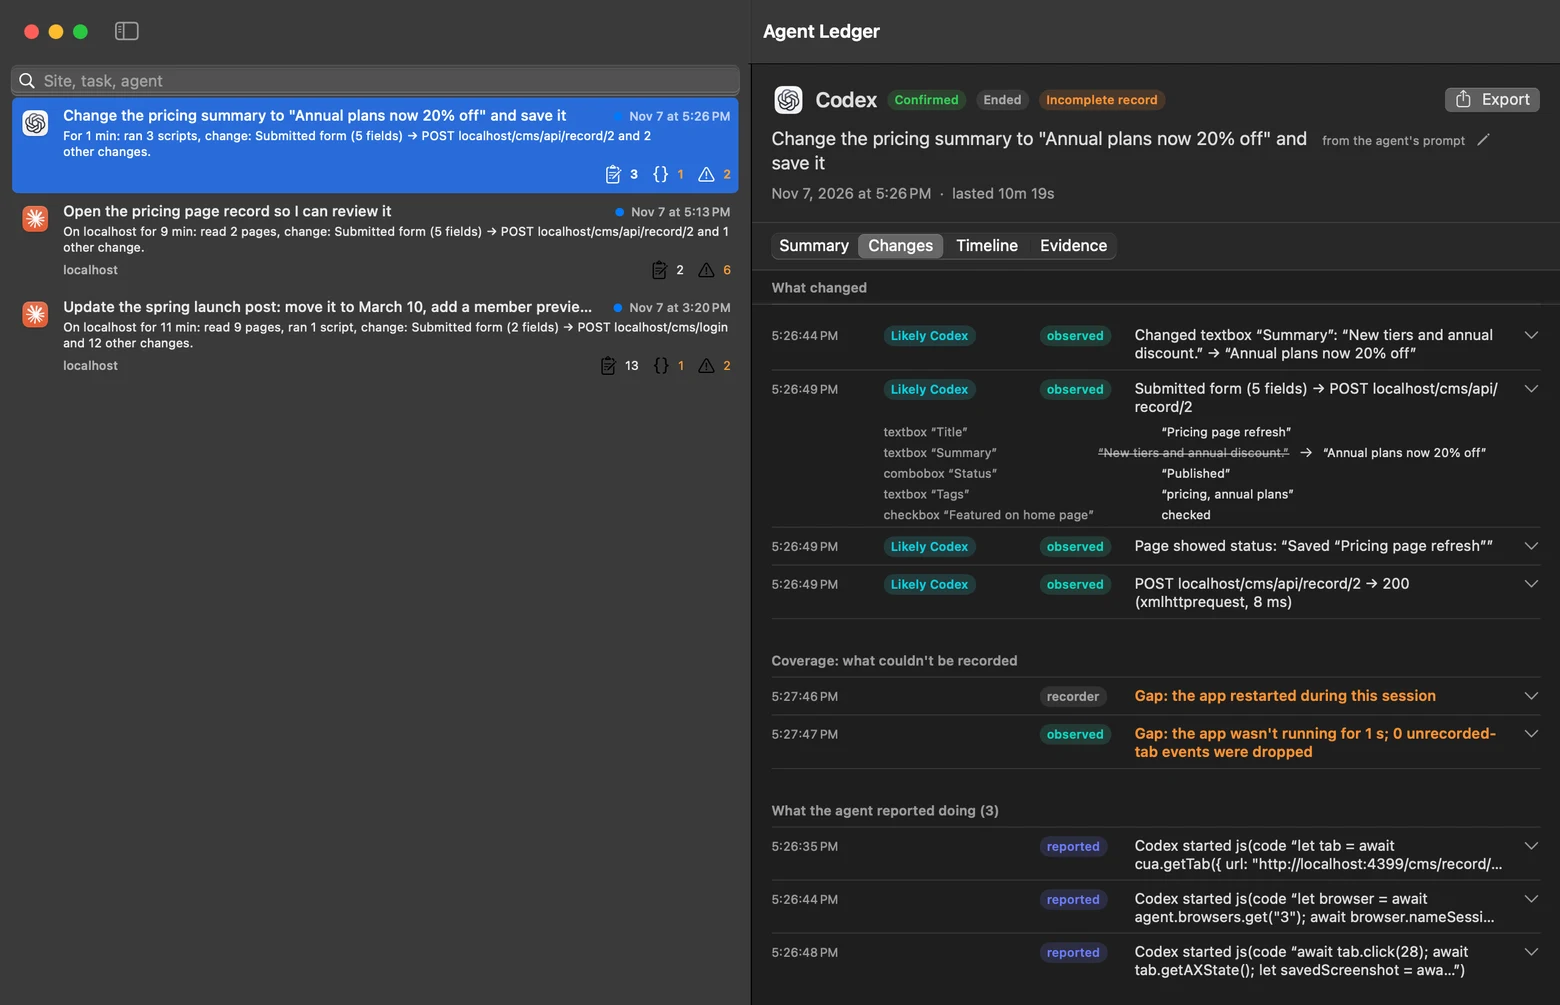 Agent Ledger
Site, task, agent
Change the pricing summary to "Annual plans now 20% off" and save it
Nov 7 at 5:26 PM
For 1 min: ran 3 scripts, change: Submitted form (5 fields) → POST localhost/cms/api/record/2 and 2
other changes.
3 {} 1 2
Open the pricing page record so I can review it
Nov 7 at 5:13 PM
On localhost for 9 min: read 2 pages, change: Submitted form (5 fields) → POST localhost/cms/api/record/2 and 1
other change.
localhost
2 6
Update the spring launch post: move it to March 10, add a member previe...
Nov 7 at 3:20 PM
On localhost for 11 min: read 9 pages, ran 1 script, change: Submitted form (2 fields) → POST localhost/cms/login
and 12 other changes.
localhost
13 {} 1 2
Codex Confirmed Ended Incomplete record
Export
Change the pricing summary to "Annual plans now 20% off" and
save it
from the agent's prompt
Nov 7, 2026 at 5:26 PM · lasted 10m 19s
Summary Changes Timeline Evidence
What changed
5:26:44 PM Likely Codex observed Changed textbox “Summary”: “New tiers and annual
discount.” → “Annual plans now 20% off”
5:26:49 PM Likely Codex observed Submitted form (5 fields) → POST localhost/cms/api/
record/2
textbox “Title” “Pricing page refresh”
textbox “Summary” “New tiers and annual discount.” → “Annual plans now 20% off”
combobox “Status” “Published”
textbox “Tags” “pricing, annual plans”
checkbox “Featured on home page” checked
5:26:49 PM Likely Codex observed Page showed status: “Saved “Pricing page refresh””
5:26:49 PM Likely Codex observed POST localhost/cms/api/record/2 → 200
(xmlhttprequest, 8 ms)
Coverage: what couldn't be recorded
5:27:46 PM recorder Gap: the app restarted during this session
5:27:47 PM observed Gap: the app wasn't running for 1 s; 0 unrecorded-
tab events were dropped
What the agent reported doing (3)
5:26:35 PM reported Codex started js(code “let tab = await
cua.getTab({ url: "http://localhost:4399/cms/record/...
5:26:44 PM reported Codex started js(code “let browser = await
agent.browsers.get("3"); await browser.nameSessi...
5:26:48 PM reported Codex started js(code “await tab.click(28); await
tab.getAXState(); let savedScreenshot = awa...”)